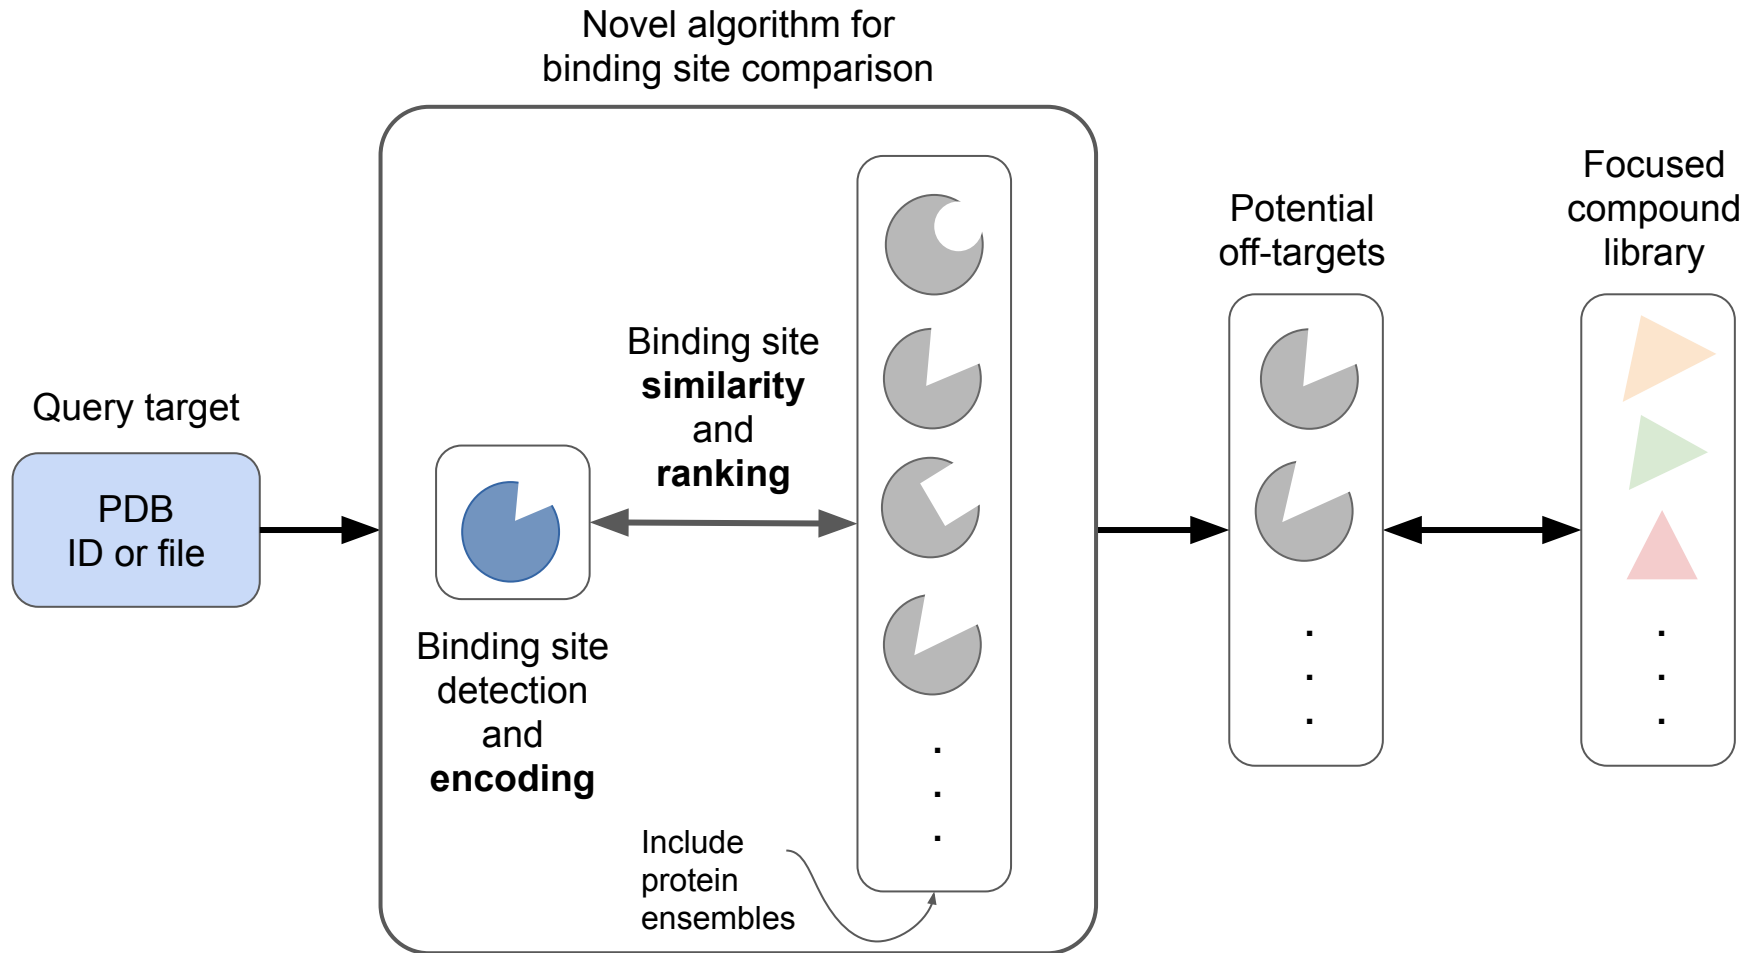 Novel algorithm for
binding site comparison
Query target
PDB
ID or file
Binding site
detection
and
encoding
Binding site
similarity
and
ranking
Include
protein
ensembles
Potential
off-targets
Focused
compound
library